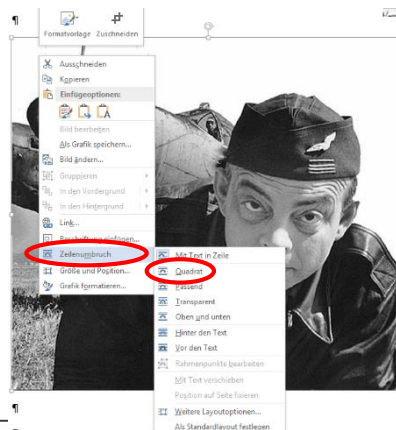 ¶
Formatvorlage Zuschneiden
Ausschneiden
Kopieren
Einfügeoptionen:
Bild bearbeiten
Als Grafik speichern...
Bild ändern...
Gruppieren
In den Vordergrund
In den Hintergrund
Link...
Beschriftung einfügen...
Zeilenumbruch
Größe und Position...
Grafik formatieren...
Mit Text in Zeile
Quadrat
Passend
Transparent
Oben und unten
Hinter den Text
Vor den Text
Rahmenpunkte bearbeiten
Mit Text verschieben
Position auf Seite fixieren
Weitere Layoutoptionen...
Als Standardlayout festlegen
¶